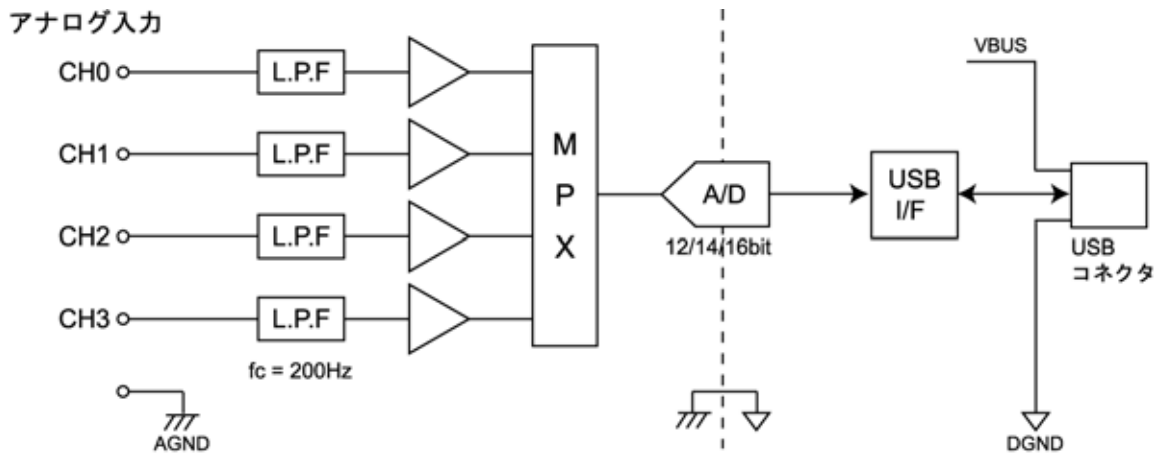 アナログ入力
CH0
L.P.F
CH1
L.P.F
CH2
L.P.F
CH3
L.P.F
fc = 200Hz
AGND
M
P
X
A/D
12/14/16bit
USB
I/F
VBUS
USB
コネクタ
DGND